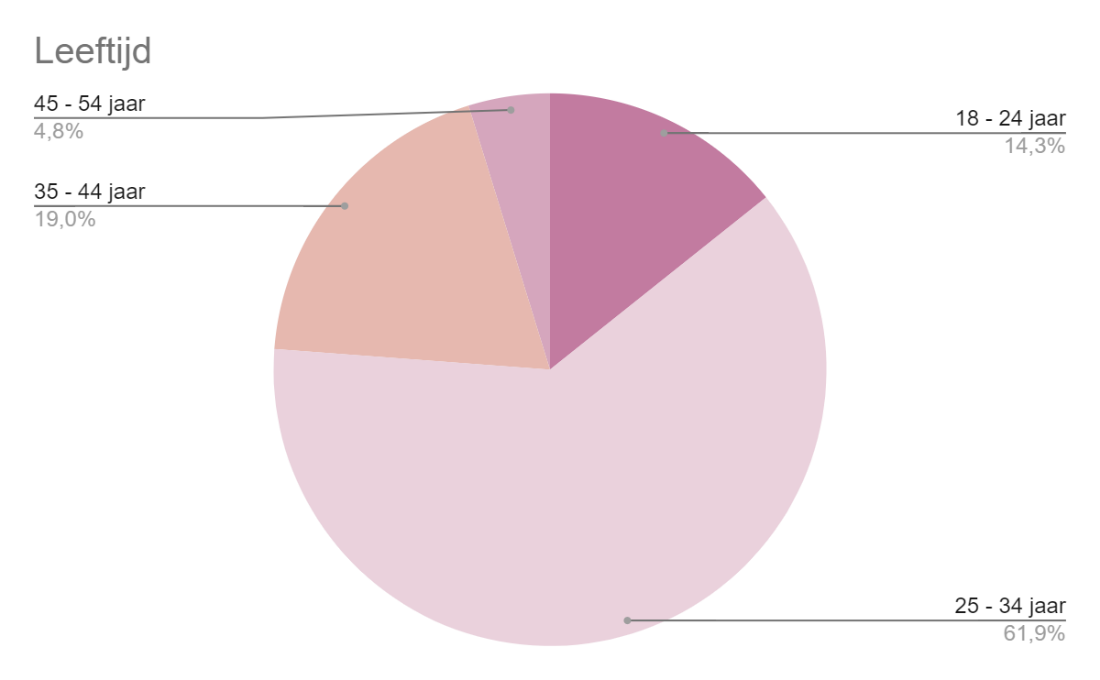 Leeftijd
45 - 54 jaar
4,8%
35 - 44 jaar
19,0%
18 - 24 jaar
14,3%
25 - 34 jaar
61,9%